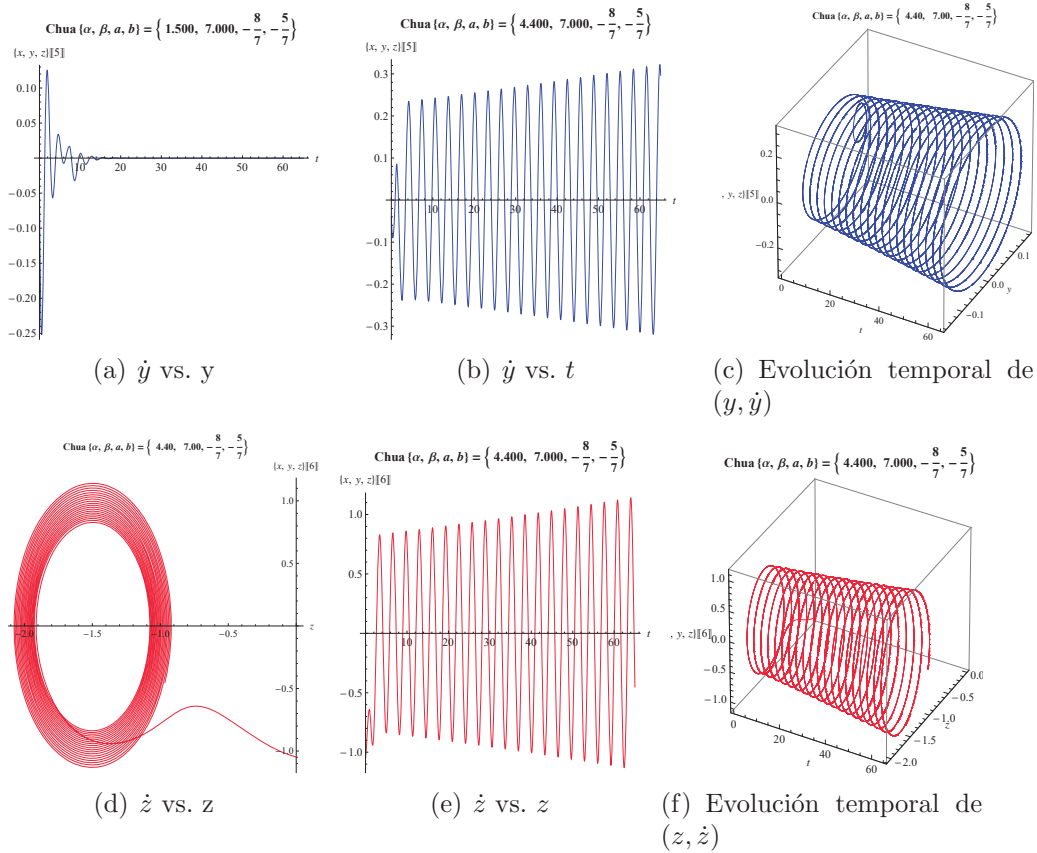 Chua {α, β, a, b} = { 1.500, 7.000, −8/7, −5/7}
{x, y, z}⟦5⟧
0.10
0.05
−0.05
−0.10
−0.15
−0.20
−0.25
10 20 30 40 50 60 t
(a) ẏ vs. y
Chua {α, β, a, b} = { 4.400, 7.000, −8/7, −5/7}
{x, y, z}⟦5⟧
0.3
0.2
0.1
−0.1
−0.2
−0.3
10 20 30 40 50 60 t
(b) ẏ vs. t
Chua {α, β, a, b} = { 4.40, 7.00, −8/7, −5/7}
0.2
, y, z}⟦5⟧ 0.0
−0.2
0 20 40 60
t
0.1
0.0
y
−0.1
(c) Evolución temporal de
(y, ẏ)
Chua {α, β, a, b} = { 4.40, 7.00, −8/7, −5/7}
{x, y, z}⟦6⟧
1.0
0.5
−2.0 −1.5 −1.0 −0.5 z
−0.5
−1.0
(d) ż vs. z
Chua {α, β, a, b} = { 4.400, 7.000, −8/7, −5/7}
{x, y, z}⟦6⟧
1.0
0.5
−0.5
−1.0
10 20 30 40 50 60 t
(e) ż vs. z
Chua {α, β, a, b} = { 4.400, 7.000, −8/7, −5/7}
1.0
0.5
, y, z}⟦6⟧ 0.0
−0.5
−1.0
0 20 40 60
t
0.0
−0.5
−1.0
z
−1.5
−2.0
(f) Evolución temporal de
(z, ż)